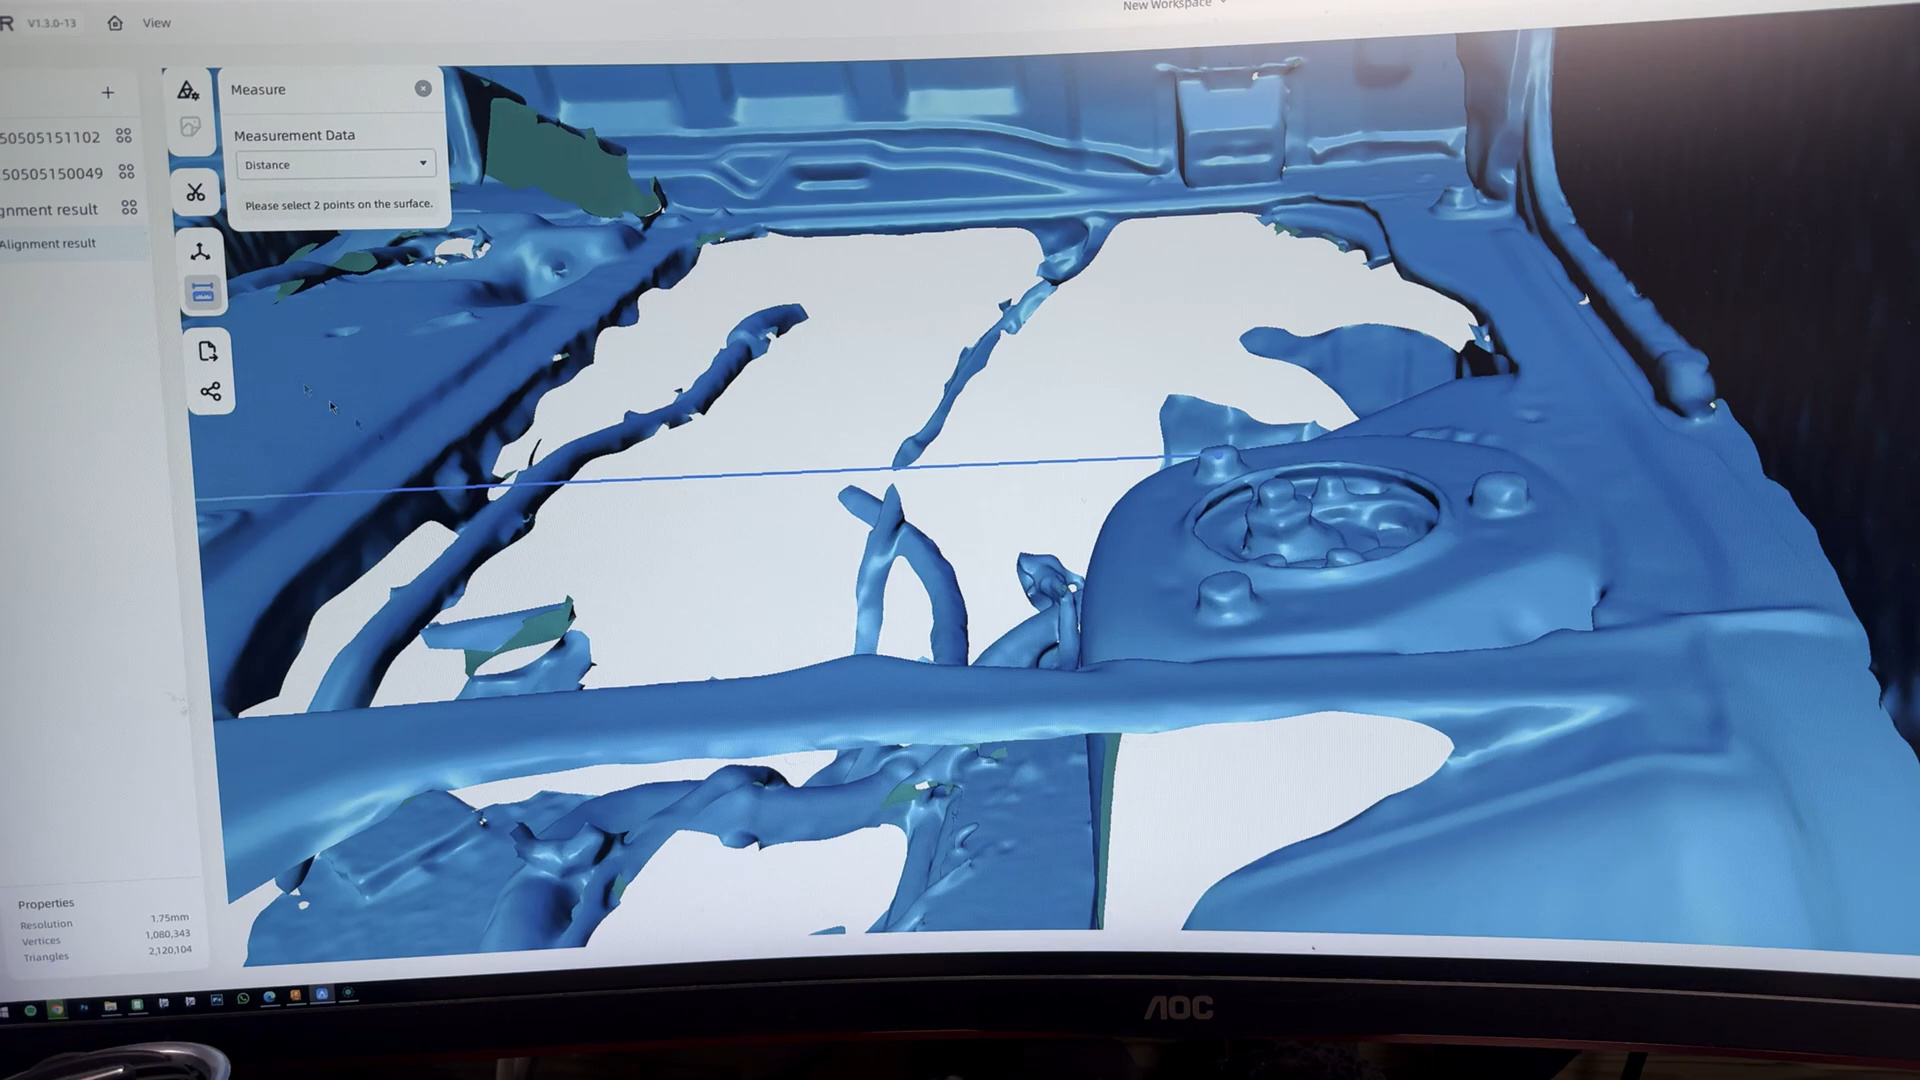 New Workspace
R V1.3.0-13 View
Measure
Measurement Data
Distance
Please select 2 points on the surface.
50505151102
50505150049
gnment result
Alignment result
Properties
Resolution 1.75mm
Vertices 1,080,343
Triangles 2,120,104
AOC